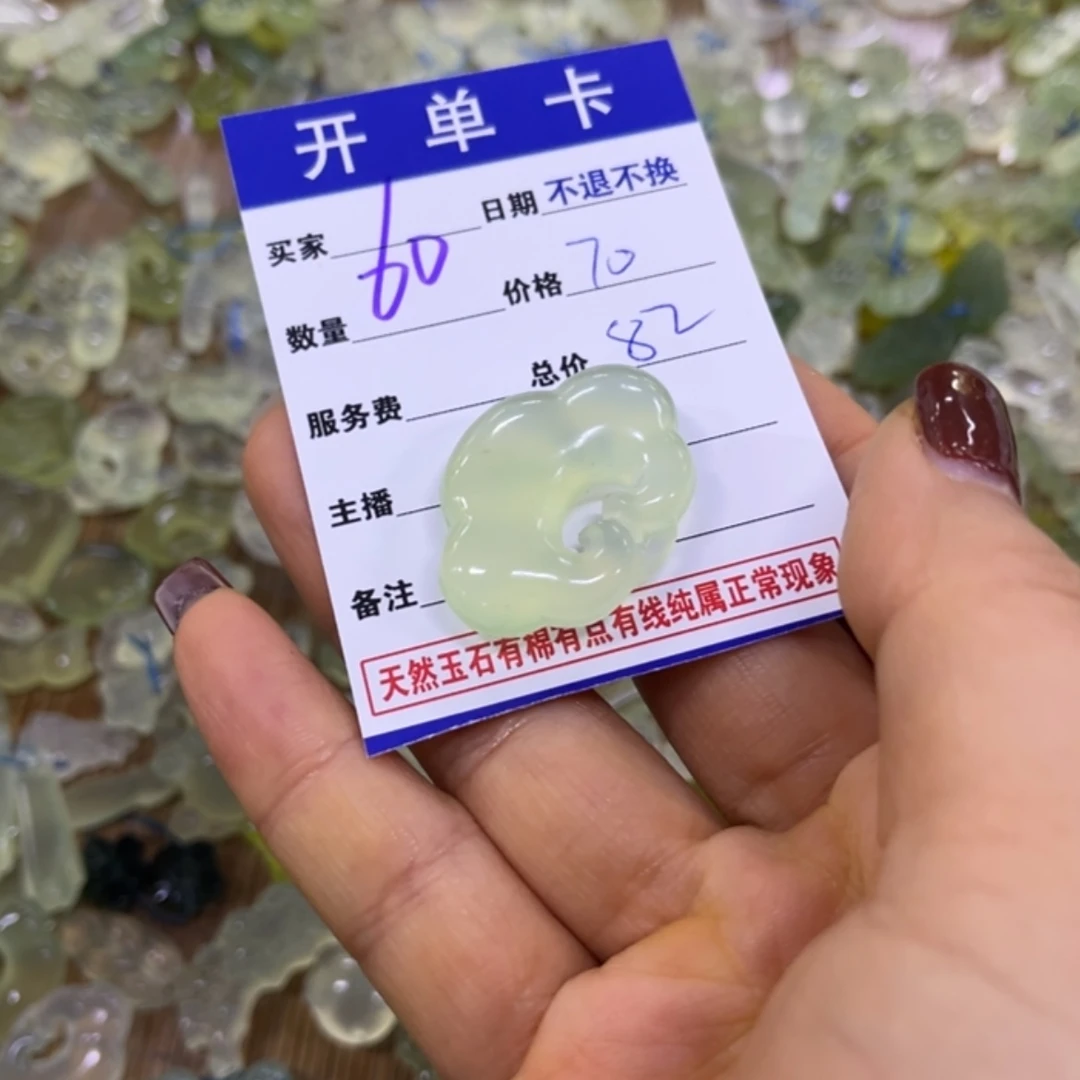 开单卡
买家 60 日期 不退不换
数量 价格 70
服务费 总价 82
主播
备注
天然玉石有棉有点有线纯属正常现象